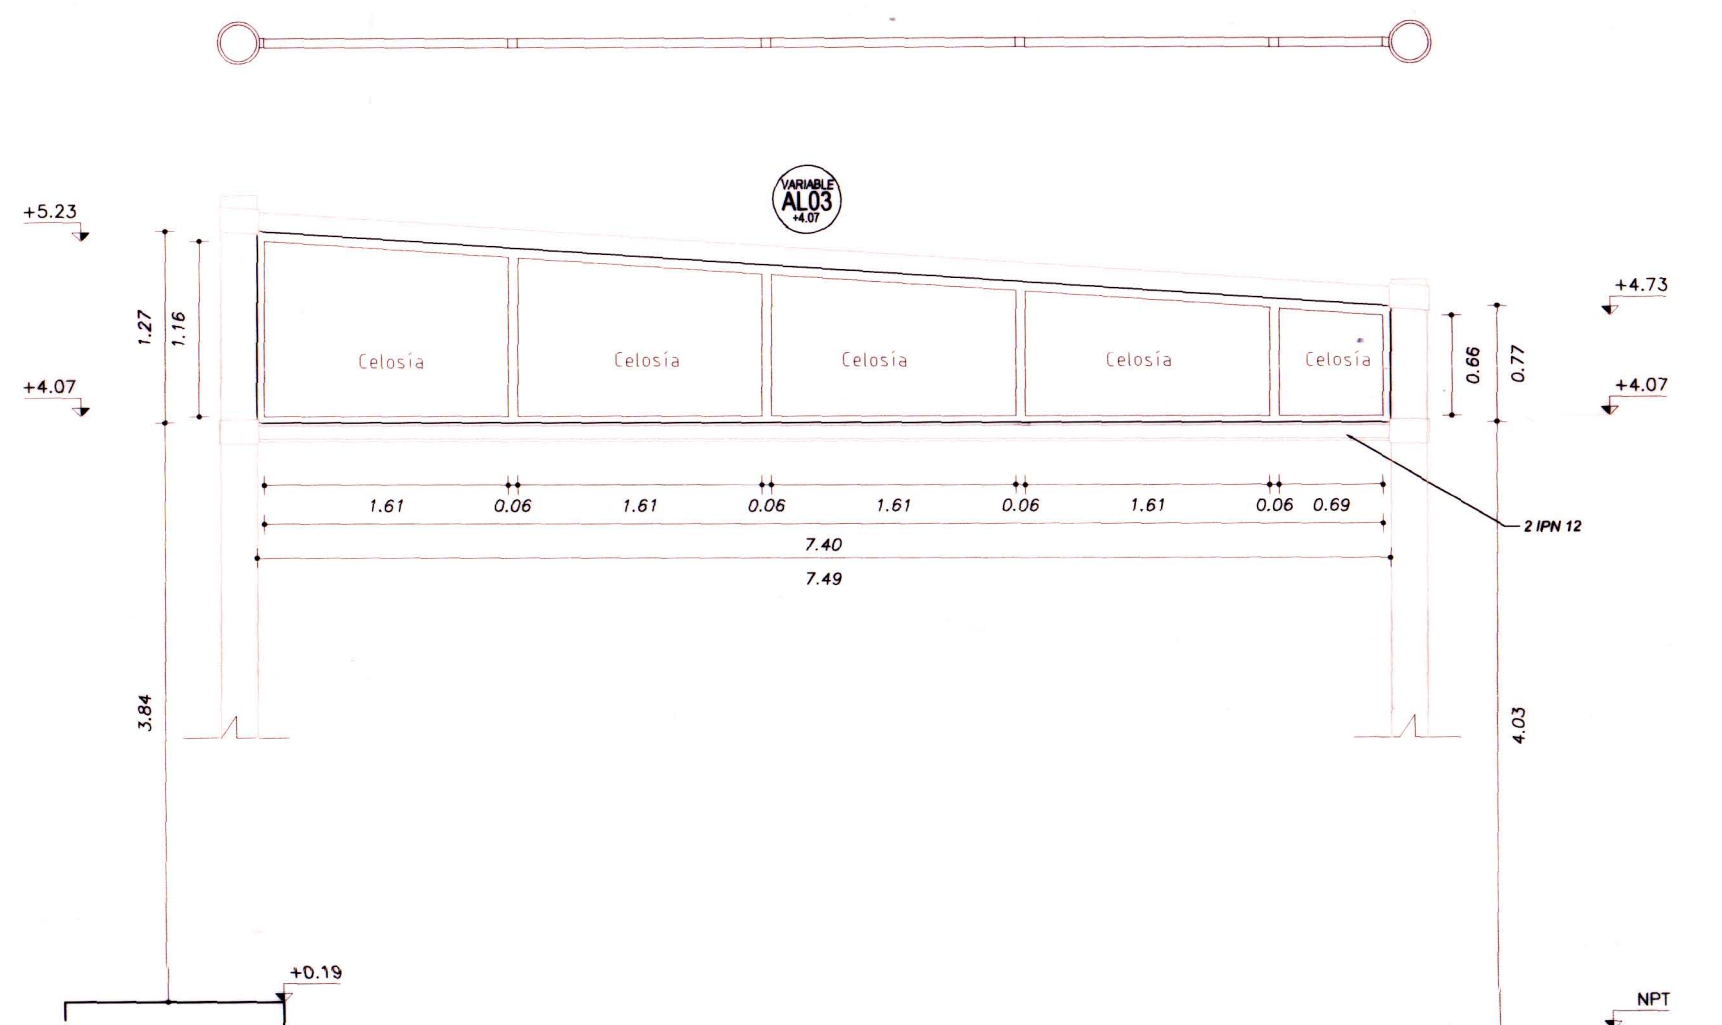 VARIABLE
AL03
+4.07
+5.23
+4.73
1.27
1.16
Celosía
Celosía
Celosía
Celosía
Celosía
0.66
0.77
+4.07
+4.07
1.61
0.06
1.61
0.06
1.61
0.06
1.61
0.06
0.69
2 IPN 12
7.40
7.49
3.84
4.03
+0.19
NPT